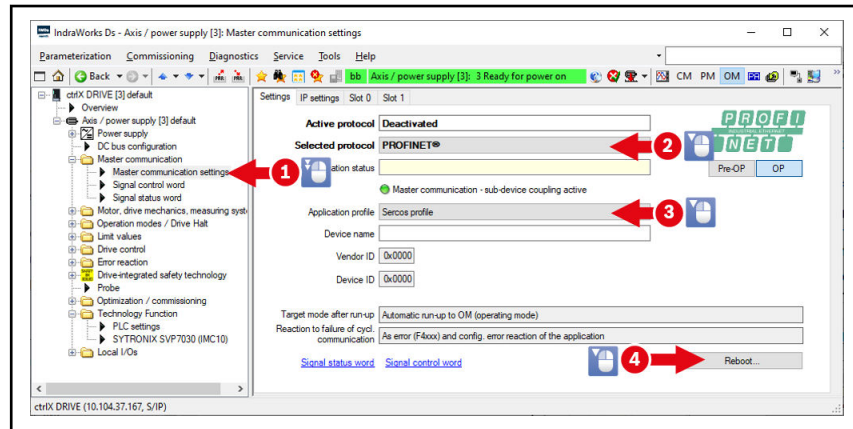 IndraWorks Ds - Axis / power supply [3]: Master communication settings
Parameterization Commissioning Diagnostics Service Tools Help
Back bb Axis / power supply [3]: 3 Ready for power on CM PM OM
ctrlX DRIVE [3] default
Overview
Axis / power supply [3] default
Power supply
DC bus configuration
Master communication
Master communication settings
Signal control word
Signal status word
Motor, drive mechanics, measuring syst
Operation modes / Drive Halt
Limit values
Drive control
Error reaction
Drive-integrated safety technology
Probe
Optimization / commissioning
Technology Function
PLC settings
SYTRONIX SVP7030 (IMC10)
Local I/Os
Settings IP settings Slot 0 Slot 1
Active protocol Deactivated
Selected protocol PROFINET®
2
PROFI
INDUSTRIAL ETHERNET
NET
1
ation status
Pre-OP OP
Master communication - sub-device coupling active
Application profile Sercos profile
3
Device name
Vendor ID 0x0000
Device ID 0x0000
Target mode after run-up Automatic run-up to OM (operating mode)
Reaction to failure of cycl.
communication As error (F4xxx) and config. error reaction of the application
Signal status word Signal control word
4
Reboot...
ctrlX DRIVE (10.104.37.167, S/IP)